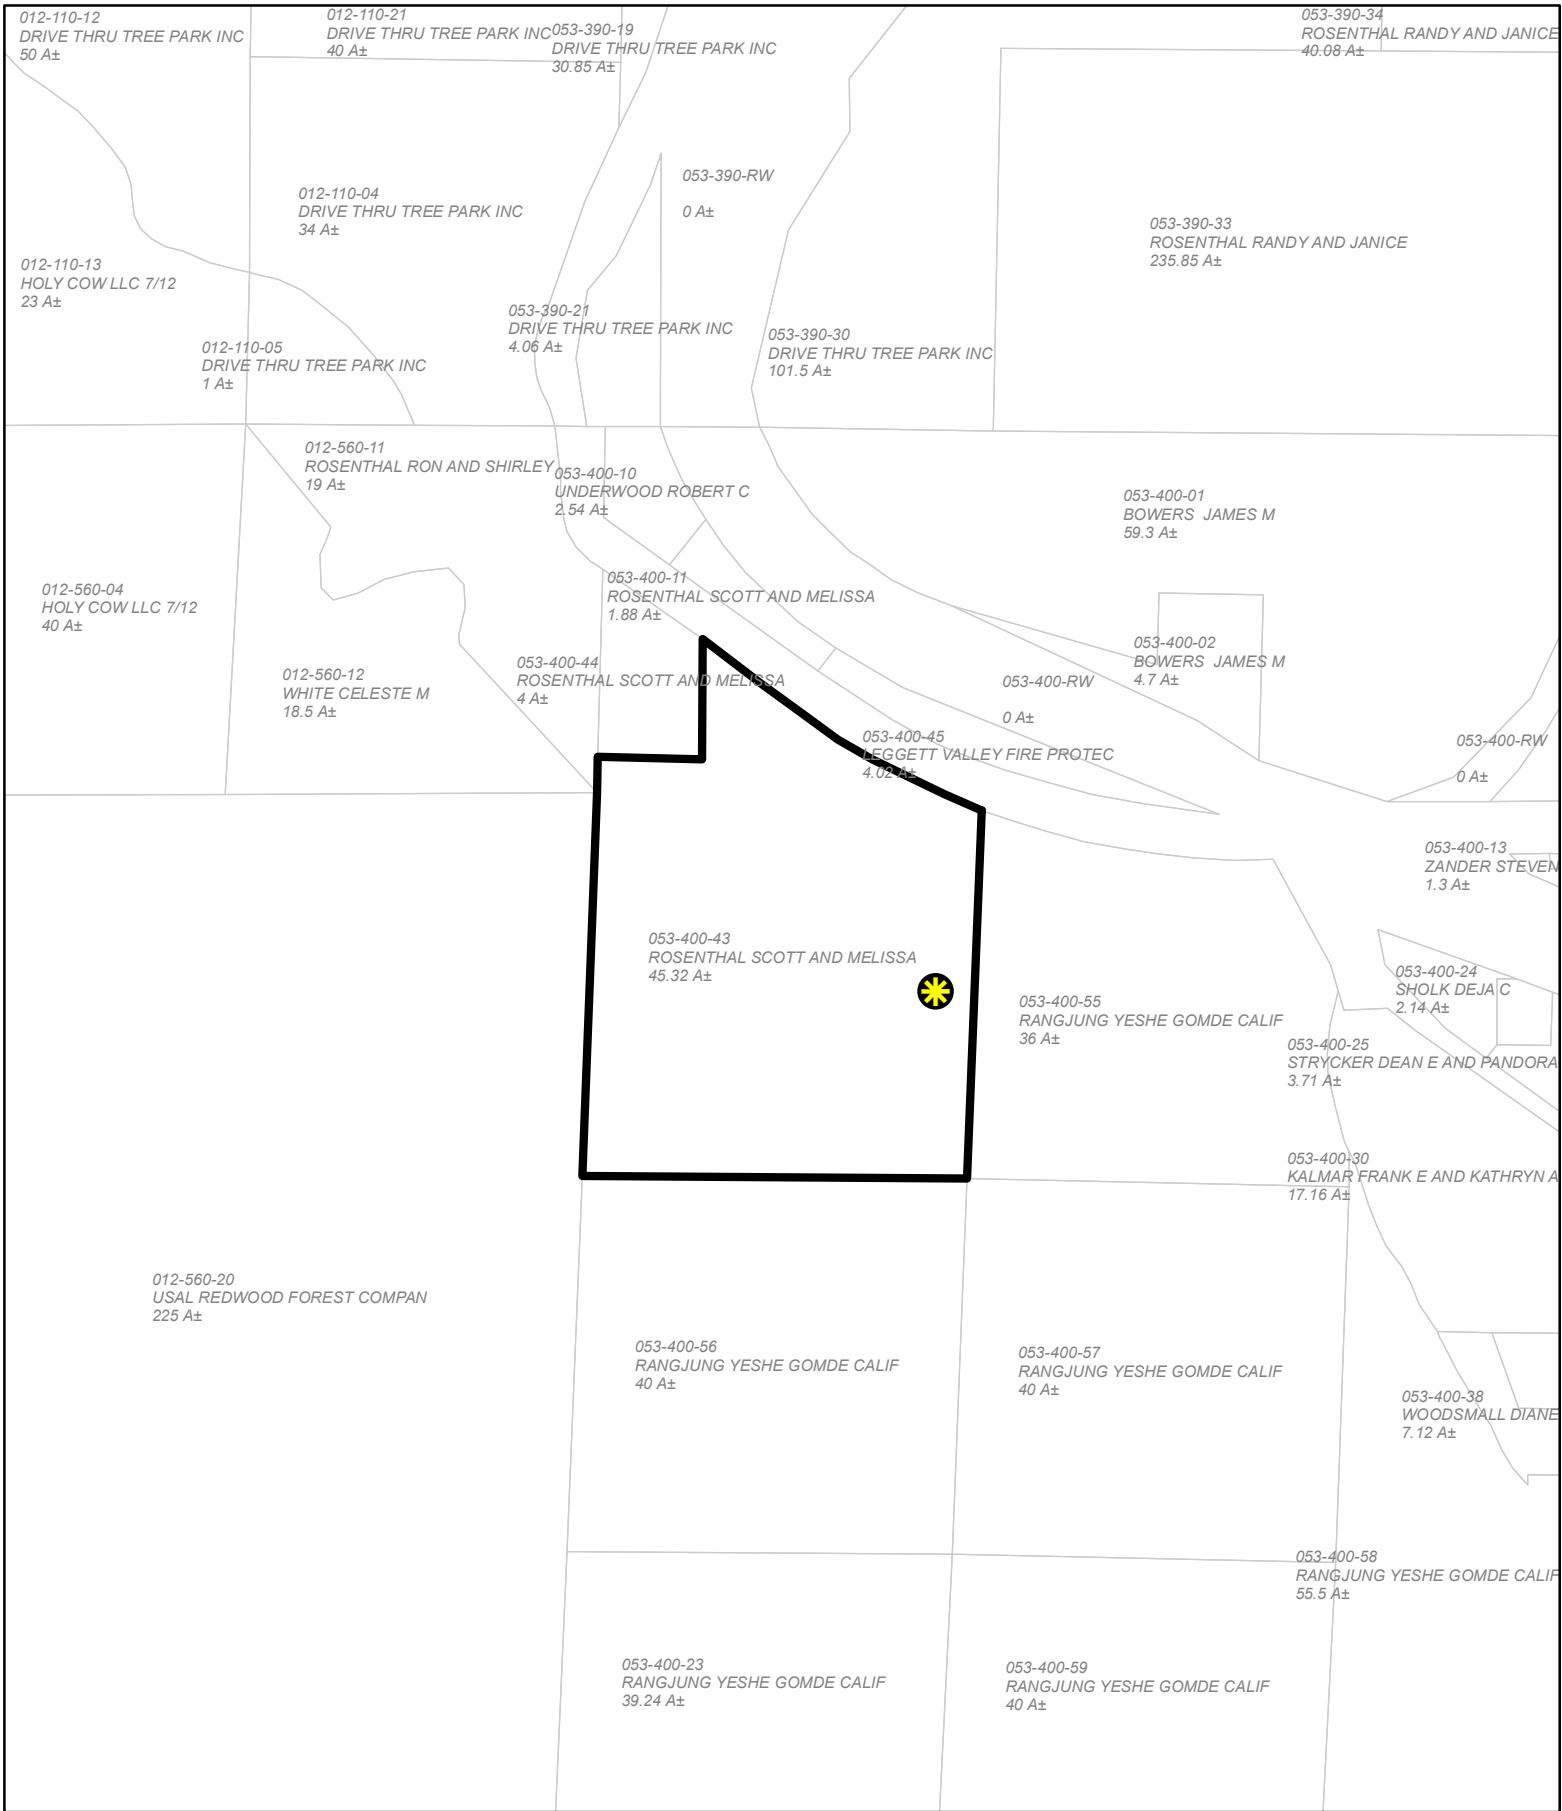 012-110-12
DRIVE THRU TREE PARK INC
50 A±
012-110-21
DRIVE THRU TREE PARK INC
40 A±
053-390-19
DRIVE THRU TREE PARK INC
30.85 A±
053-390-34
ROSENTHAL RANDY AND JANICE
40.08 A±
053-390-RW
0 A±
012-110-04
DRIVE THRU TREE PARK INC
34 A±
053-390-33
ROSENTHAL RANDY AND JANICE
235.85 A±
012-110-13
HOLY COW LLC 7/12
23 A±
053-390-21
DRIVE THRU TREE PARK INC
4.06 A±
053-390-30
DRIVE THRU TREE PARK INC
101.5 A±
012-110-05
DRIVE THRU TREE PARK INC
1 A±
012-560-11
ROSENTHAL RON AND SHIRLEY
19 A±
053-400-10
UNDERWOOD ROBERT C
2.54 A±
053-400-01
BOWERS  JAMES M
59.3 A±
012-560-04
HOLY COW LLC 7/12
40 A±
053-400-11
ROSENTHAL SCOTT AND MELISSA
1.88 A±
053-400-02
BOWERS  JAMES M
4.7 A±
053-400-44
ROSENTHAL SCOTT AND MELISSA
4 A±
012-560-12
WHITE CELESTE M
18.5 A±
053-400-RW
0 A±
053-400-45
LEGGETT VALLEY FIRE PROTEC
4.02 A±
053-400-RW
0 A±
053-400-13
ZANDER STEVEN
1.3 A±
053-400-43
ROSENTHAL SCOTT AND MELISSA
45.32 A±
053-400-24
SHOLK DEJA C
2.14 A±
053-400-55
RANGJUNG YESHE GOMDE CALIF
36 A±
053-400-25
STRYCKER DEAN E AND PANDORA
3.71 A±
053-400-30
KALMAR FRANK E AND KATHRYN A
17.16 A±
012-560-20
USAL REDWOOD FOREST COMPAN
225 A±
053-400-56
RANGJUNG YESHE GOMDE CALIF
40 A±
053-400-57
RANGJUNG YESHE GOMDE CALIF
40 A±
053-400-38
WOODSMALL DIANE
7.12 A±
053-400-58
RANGJUNG YESHE GOMDE CALIF
55.5 A±
053-400-23
RANGJUNG YESHE GOMDE CALIF
39.24 A±
053-400-59
RANGJUNG YESHE GOMDE CALIF
40 A±